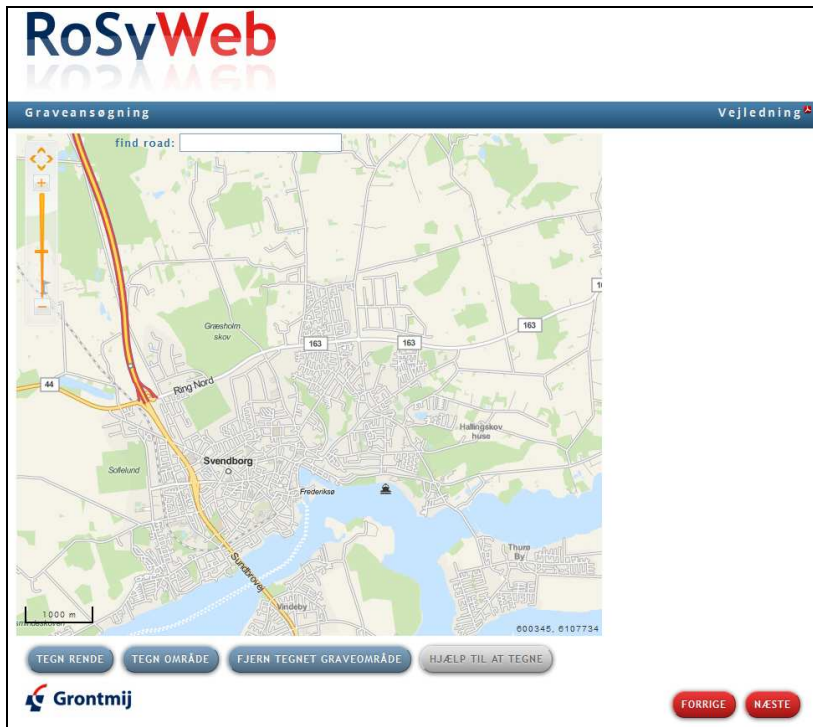 RoSyWeb
Graveansøgning
Vejledning
find road:
Græsholm
skov
163
163
163
Ring Nord
44
Hallingskov
huse
Sofielund
Svendborg
Frederiksø
Sundbrovej
Thurø
By
Vindeby
1000 m
600345, 6107734
TEGN RENDE
TEGN OMRÅDE
FJERN TEGNET GRAVEOMRÅDE
HJÆLP TIL AT TEGNE
Grontmij
FORRIGE
NÆSTE